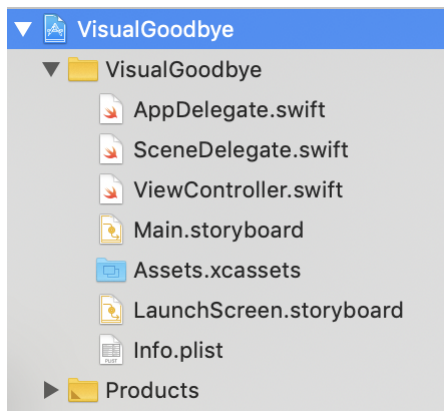 VisualGoodbye
VisualGoodbye
AppDelegate.swift
SceneDelegate.swift
ViewController.swift
Main.storyboard
Assets.xcassets
LaunchScreen.storyboard
Info.plist
Products